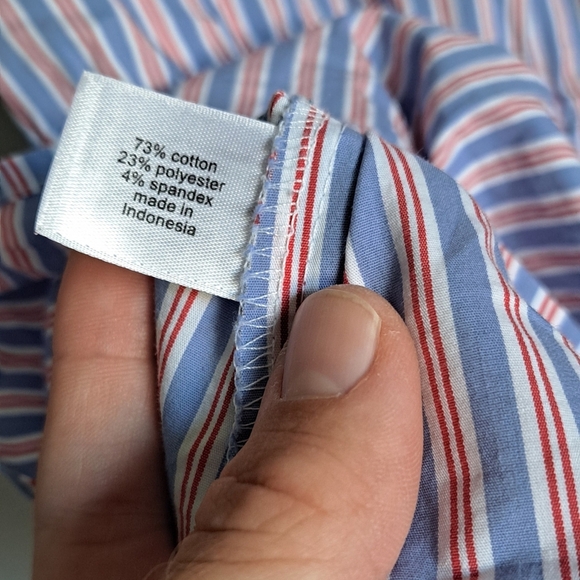 73% cotton
23% polyester
4% spandex
made in
Indonesia